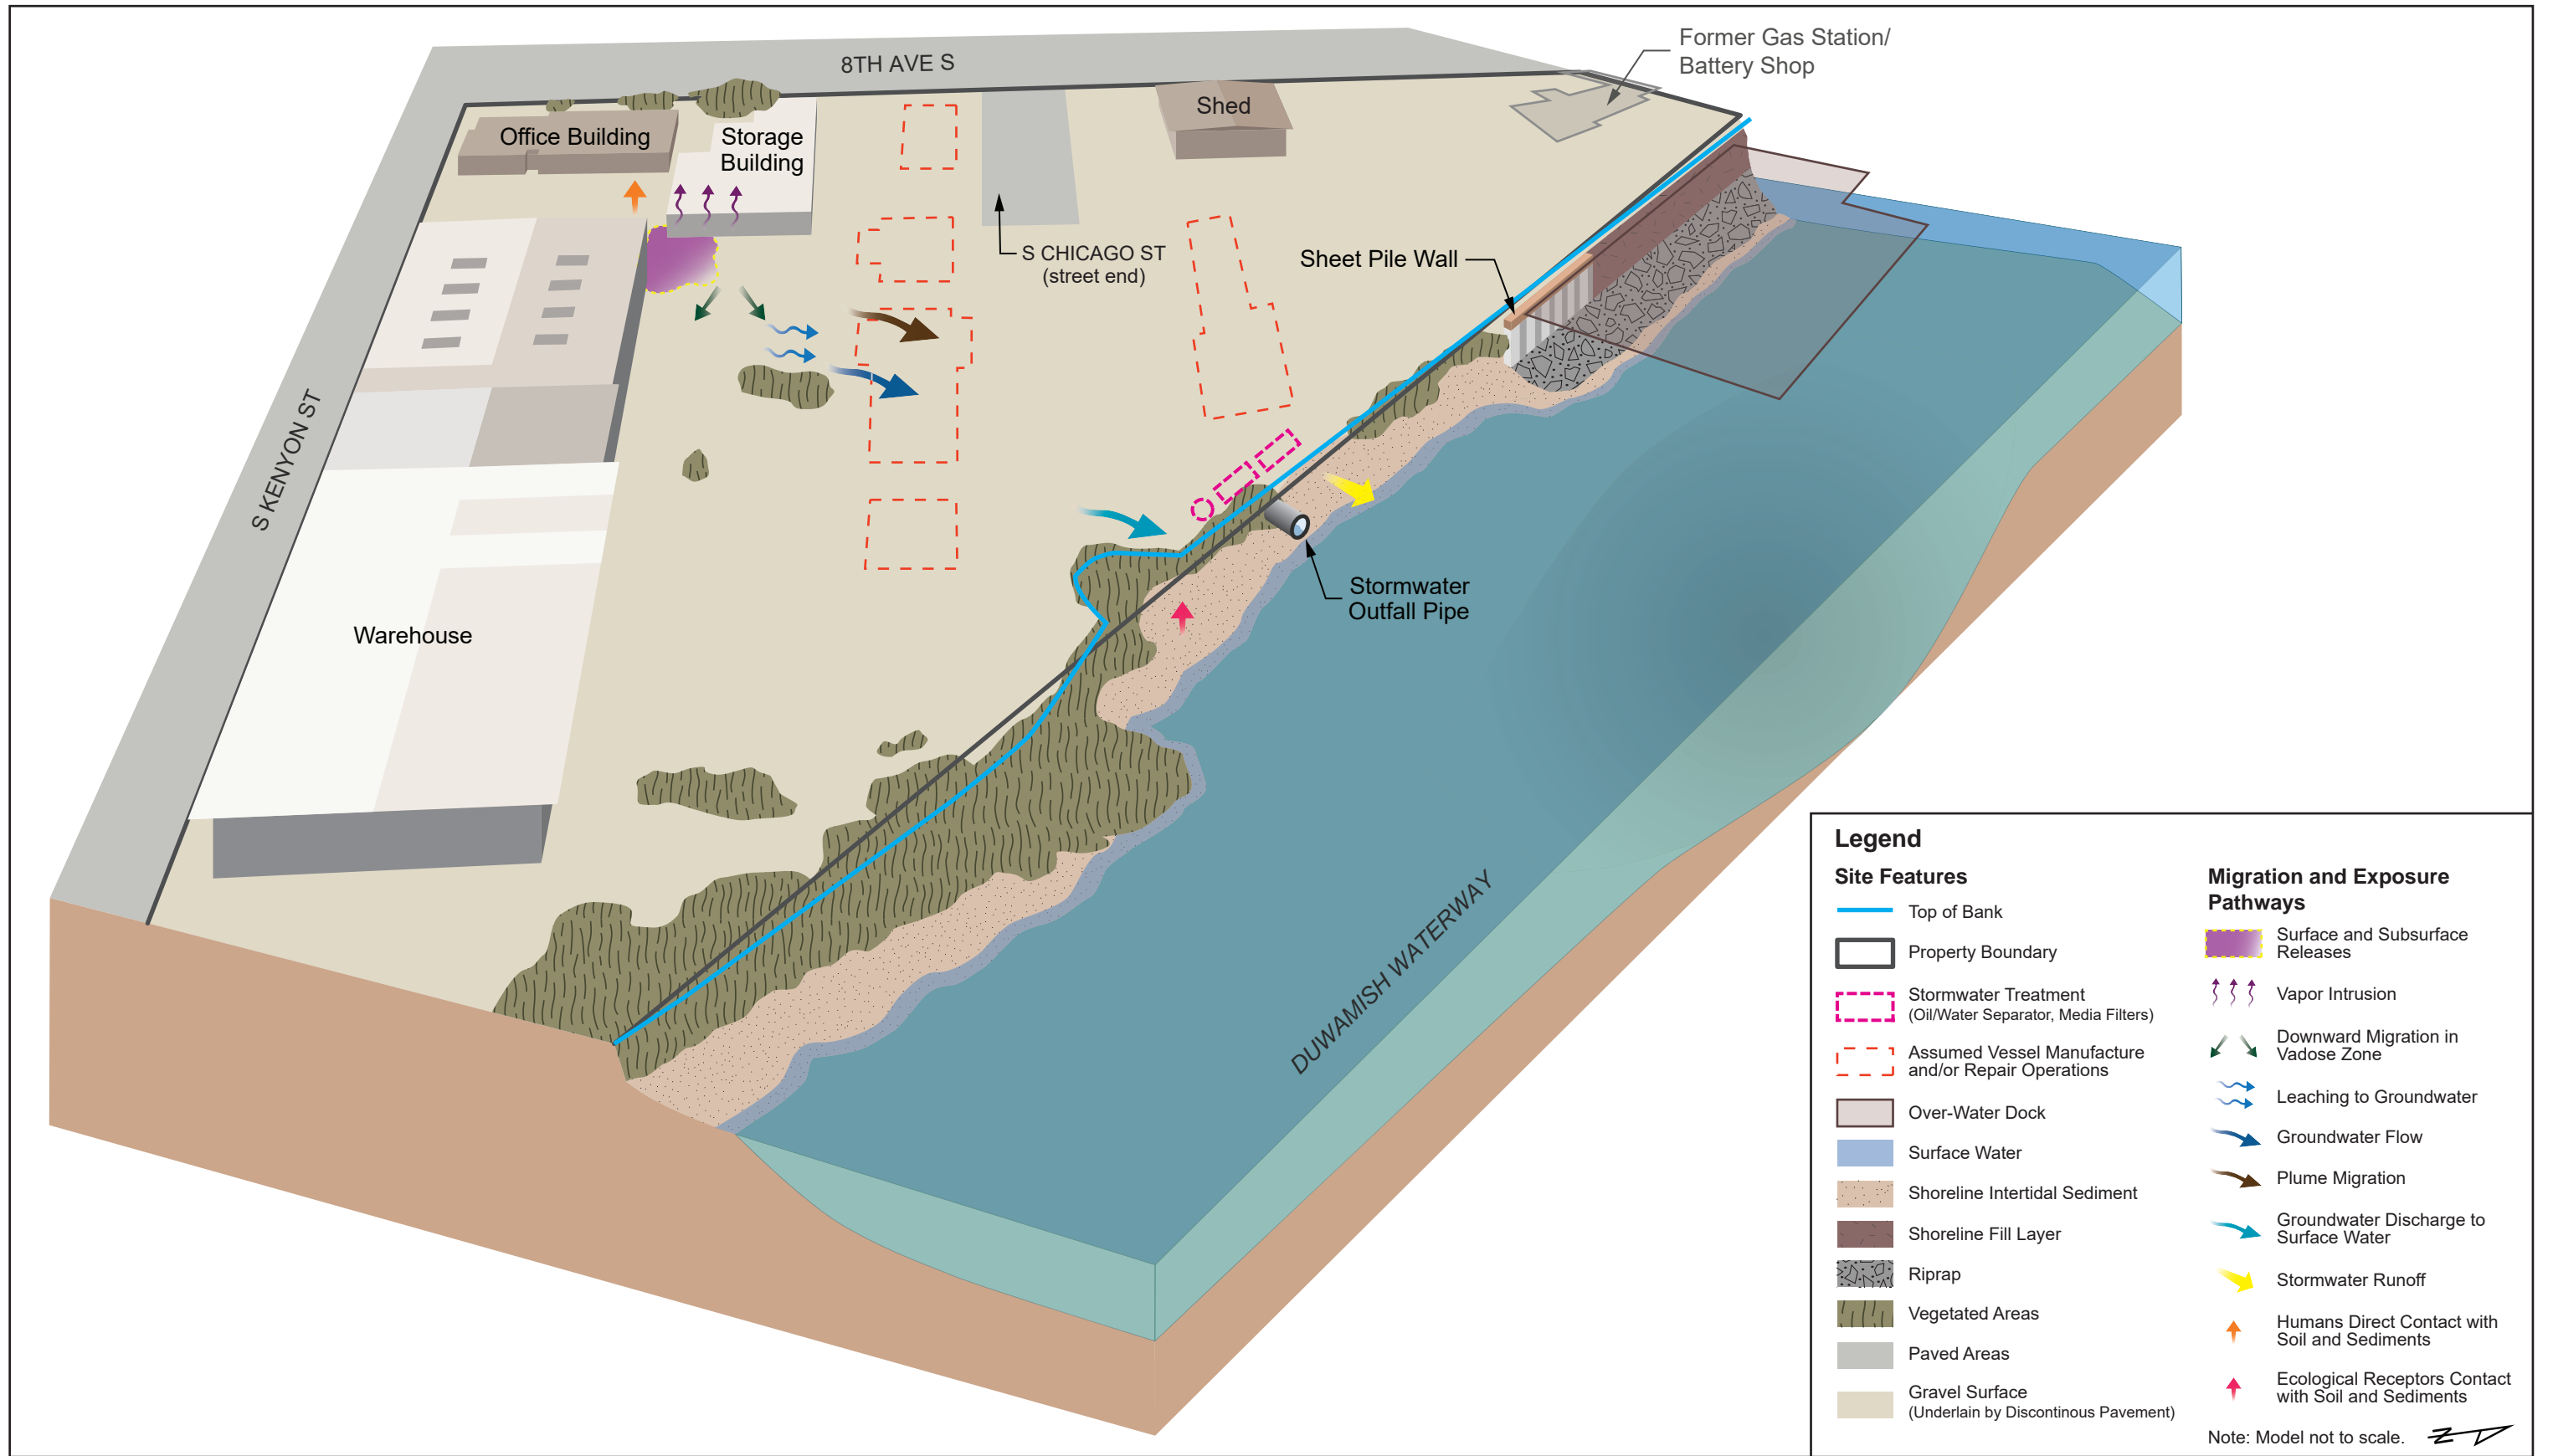 8TH AVE S
Former Gas Station/
Battery Shop
Office Building
Storage
Building
Shed
S CHICAGO ST
(street end)
Sheet Pile Wall
S KENYON ST
Warehouse
Stormwater
Outfall Pipe
DUWAMISH WATERWAY
Legend
Site Features
Top of Bank
Property Boundary
Stormwater Treatment
(Oil/Water Separator, Media Filters)
Assumed Vessel Manufacture
and/or Repair Operations
Over-Water Dock
Surface Water
Shoreline Intertidal Sediment
Shoreline Fill Layer
Riprap
Vegetated Areas
Paved Areas
Gravel Surface
(Underlain by Discontinous Pavement)
Migration and Exposure
Pathways
Surface and Subsurface
Releases
Vapor Intrusion
Downward Migration in
Vadose Zone
Leaching to Groundwater
Groundwater Flow
Plume Migration
Groundwater Discharge to
Surface Water
Stormwater Runoff
Humans Direct Contact with
Soil and Sediments
Ecological Receptors Contact
with Soil and Sediments
Note: Model not to scale.
N